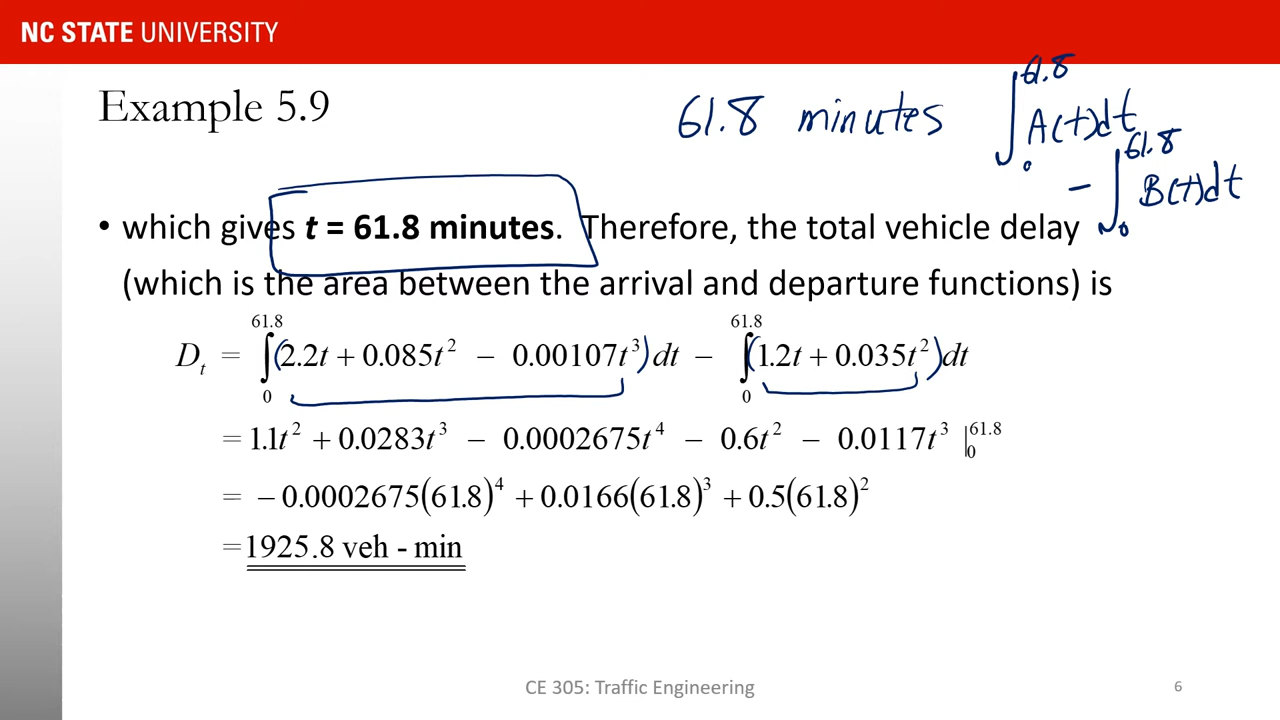 NC STATE UNIVERSITY
Example 5.9
61.8 minutes ∫₀^61.8 A(t)dt
- ∫₀^61.8 B(t)dt
• which gives t = 61.8 minutes. Therefore, the total vehicle delay
(which is the area between the arrival and departure functions) is
Dₜ = ∫₀^61.8 (2.2t + 0.085t² − 0.00107t³) dt − ∫₀^61.8 (1.2t + 0.035t²) dt
= 1.1t² + 0.0283t³ − 0.0002675t⁴ − 0.6t² − 0.0117t³ |₀^61.8
= −0.0002675(61.8)⁴ + 0.0166(61.8)³ + 0.5(61.8)²
= 1925.8 veh - min
CE 305: Traffic Engineering
6